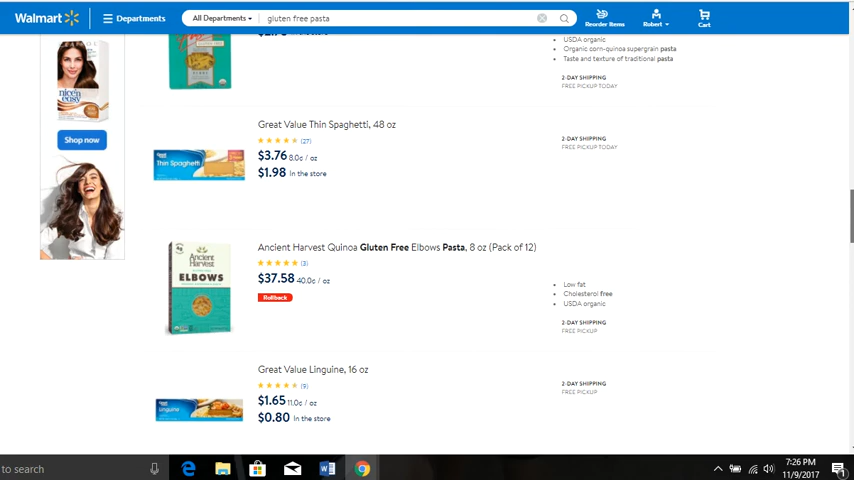 Walmart
Departments
All Departments
gluten free pasta
Reorder Items
Robert
Cart
USDA organic
Organic corn-quinoa supergrain pasta
Taste and texture of traditional pasta
2-DAY SHIPPING
FREE PICKUP TODAY
nice'n easy
Shop now
Great Value Thin Spaghetti, 48 oz
(27)
$3.76 8.0¢ / oz
$1.98 In the store
2-DAY SHIPPING
FREE PICKUP TODAY
Thin Spaghetti
Ancient Harvest Quinoa Gluten Free Elbows Pasta, 8 oz (Pack of 12)
(3)
$37.58 40.0¢ / oz
Rollback
Ancient
Harvest
ELBOWS
Low fat
Cholesterol free
USDA organic
2-DAY SHIPPING
FREE PICKUP
Great Value Linguine, 16 oz
(9)
$1.65 11.0¢ / oz
$0.80 In the store
2-DAY SHIPPING
FREE PICKUP
Linguine
to search
7:26 PM
11/9/2017
1